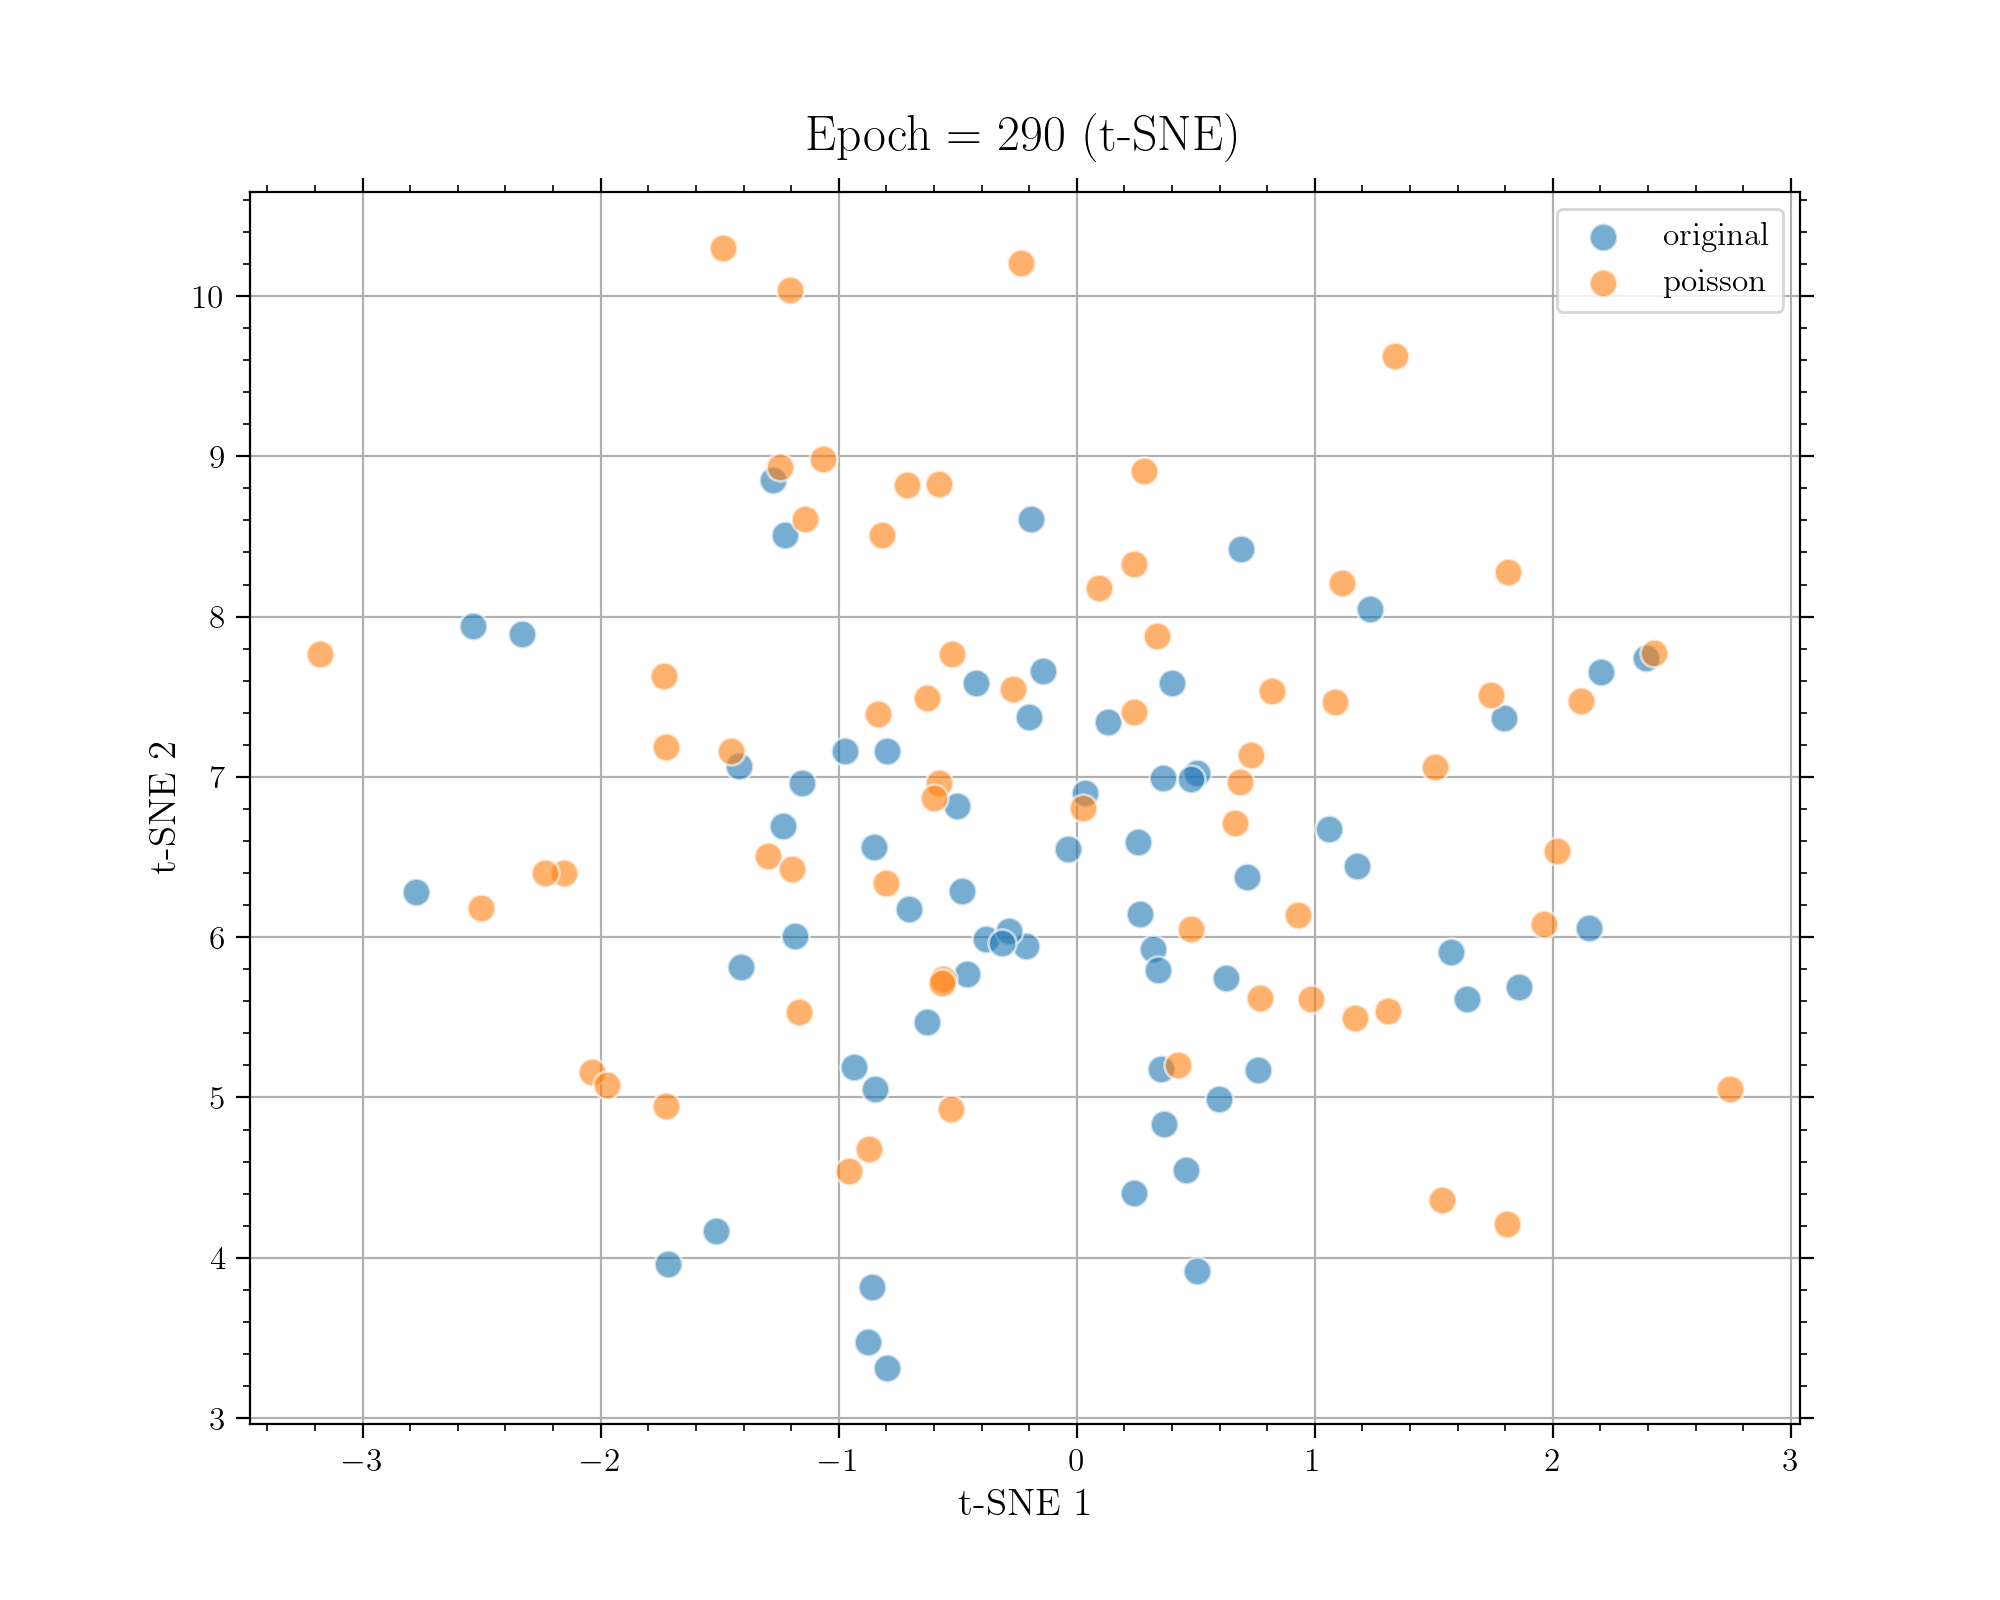 Epoch = 290 (t-SNE)
original
poisson
10
9
8
7
6
5
4
3
t-SNE 2
−3 −2 −1 0 1 2 3
t-SNE 1